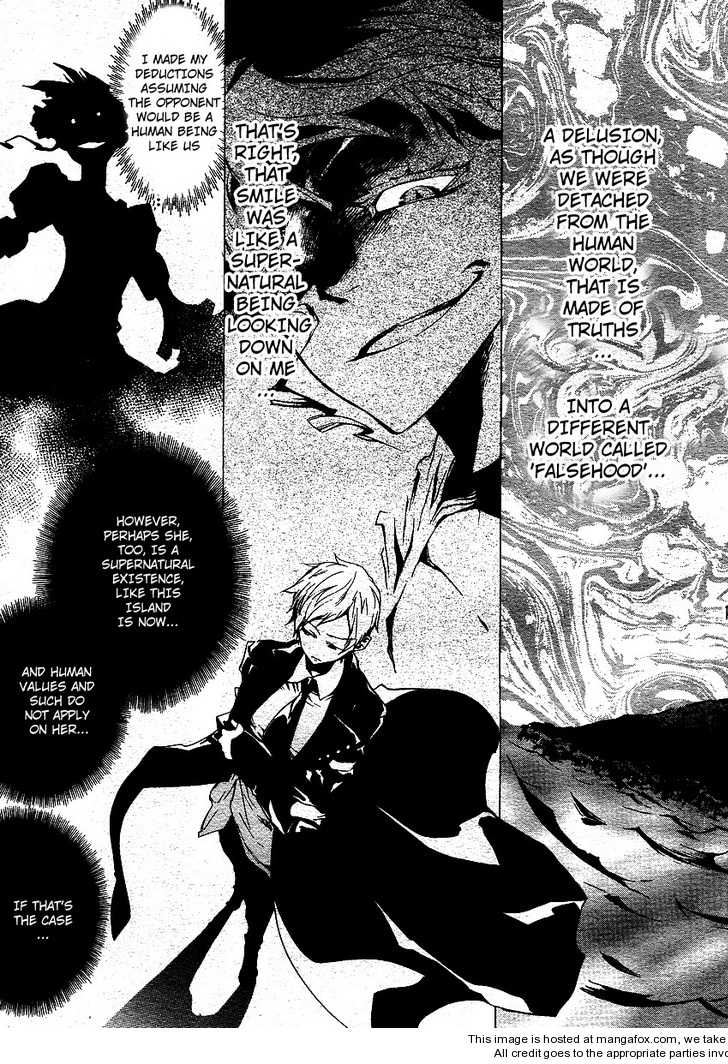 A DELUSION,
AS THOUGH
WE WERE
DETACHED
FROM THE
HUMAN
WORLD,
THAT IS
MADE OF
TRUTHS
...
INTO A
DIFFERENT
WORLD CALLED
'FALSEHOOD'...
THAT'S
RIGHT,
THAT
SMILE
WAS
LIKE A
SUPER-
NATURAL
BEING
LOOKING
DOWN
ON ME
...
I MADE MY
DEDUCTIONS
ASSUMING
THE OPPONENT
WOULD BE A
HUMAN BEING
LIKE US
HOWEVER,
PERHAPS SHE,
TOO, IS A
SUPERNATURAL
EXISTENCE,
LIKE THIS
ISLAND
IS NOW...
AND HUMAN
VALUES AND
SUCH DO
NOT APPLY
ON HER...
IF THAT'S
THE CASE
...
This image is hosted at mangafox.com, we take
All credit goes to the appropriate parties inv